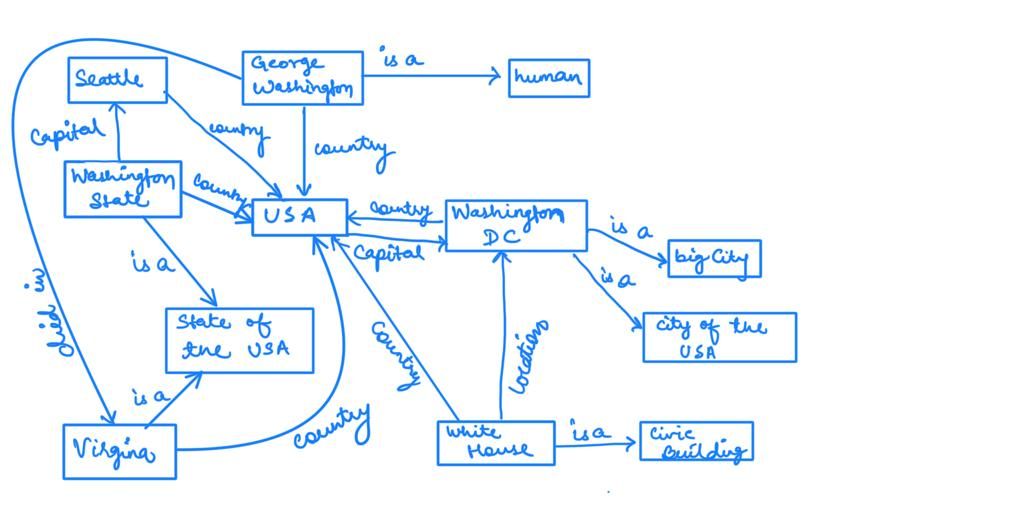 George
Washington
is a
human
Seattle
Capital
country
country
Washington
State
country
USA
country
Capital
Washington
DC
is a
big City
is a
City of the
USA
is a
State of
the USA
died in
is a
Virgina
country
country
Location
White
House
is a
Civic
Building